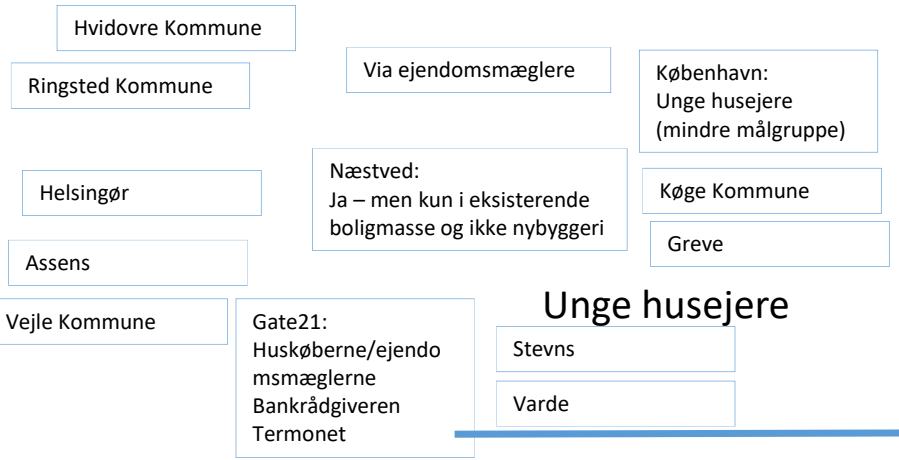 Hvidovre Kommune
Ringsted Kommune
Via ejendomsmæglere
København:
Unge husejere
(mindre målgruppe)
Helsingør
Næstved:
Ja – men kun i eksisterende
boligmasse og ikke nybyggeri
Køge Kommune
Greve
Assens
Vejle Kommune
Gate21:
Huskøberne/ejendo
msmæglerne
Bankrådgiveren
Termonet
Unge husejere
Stevns
Varde